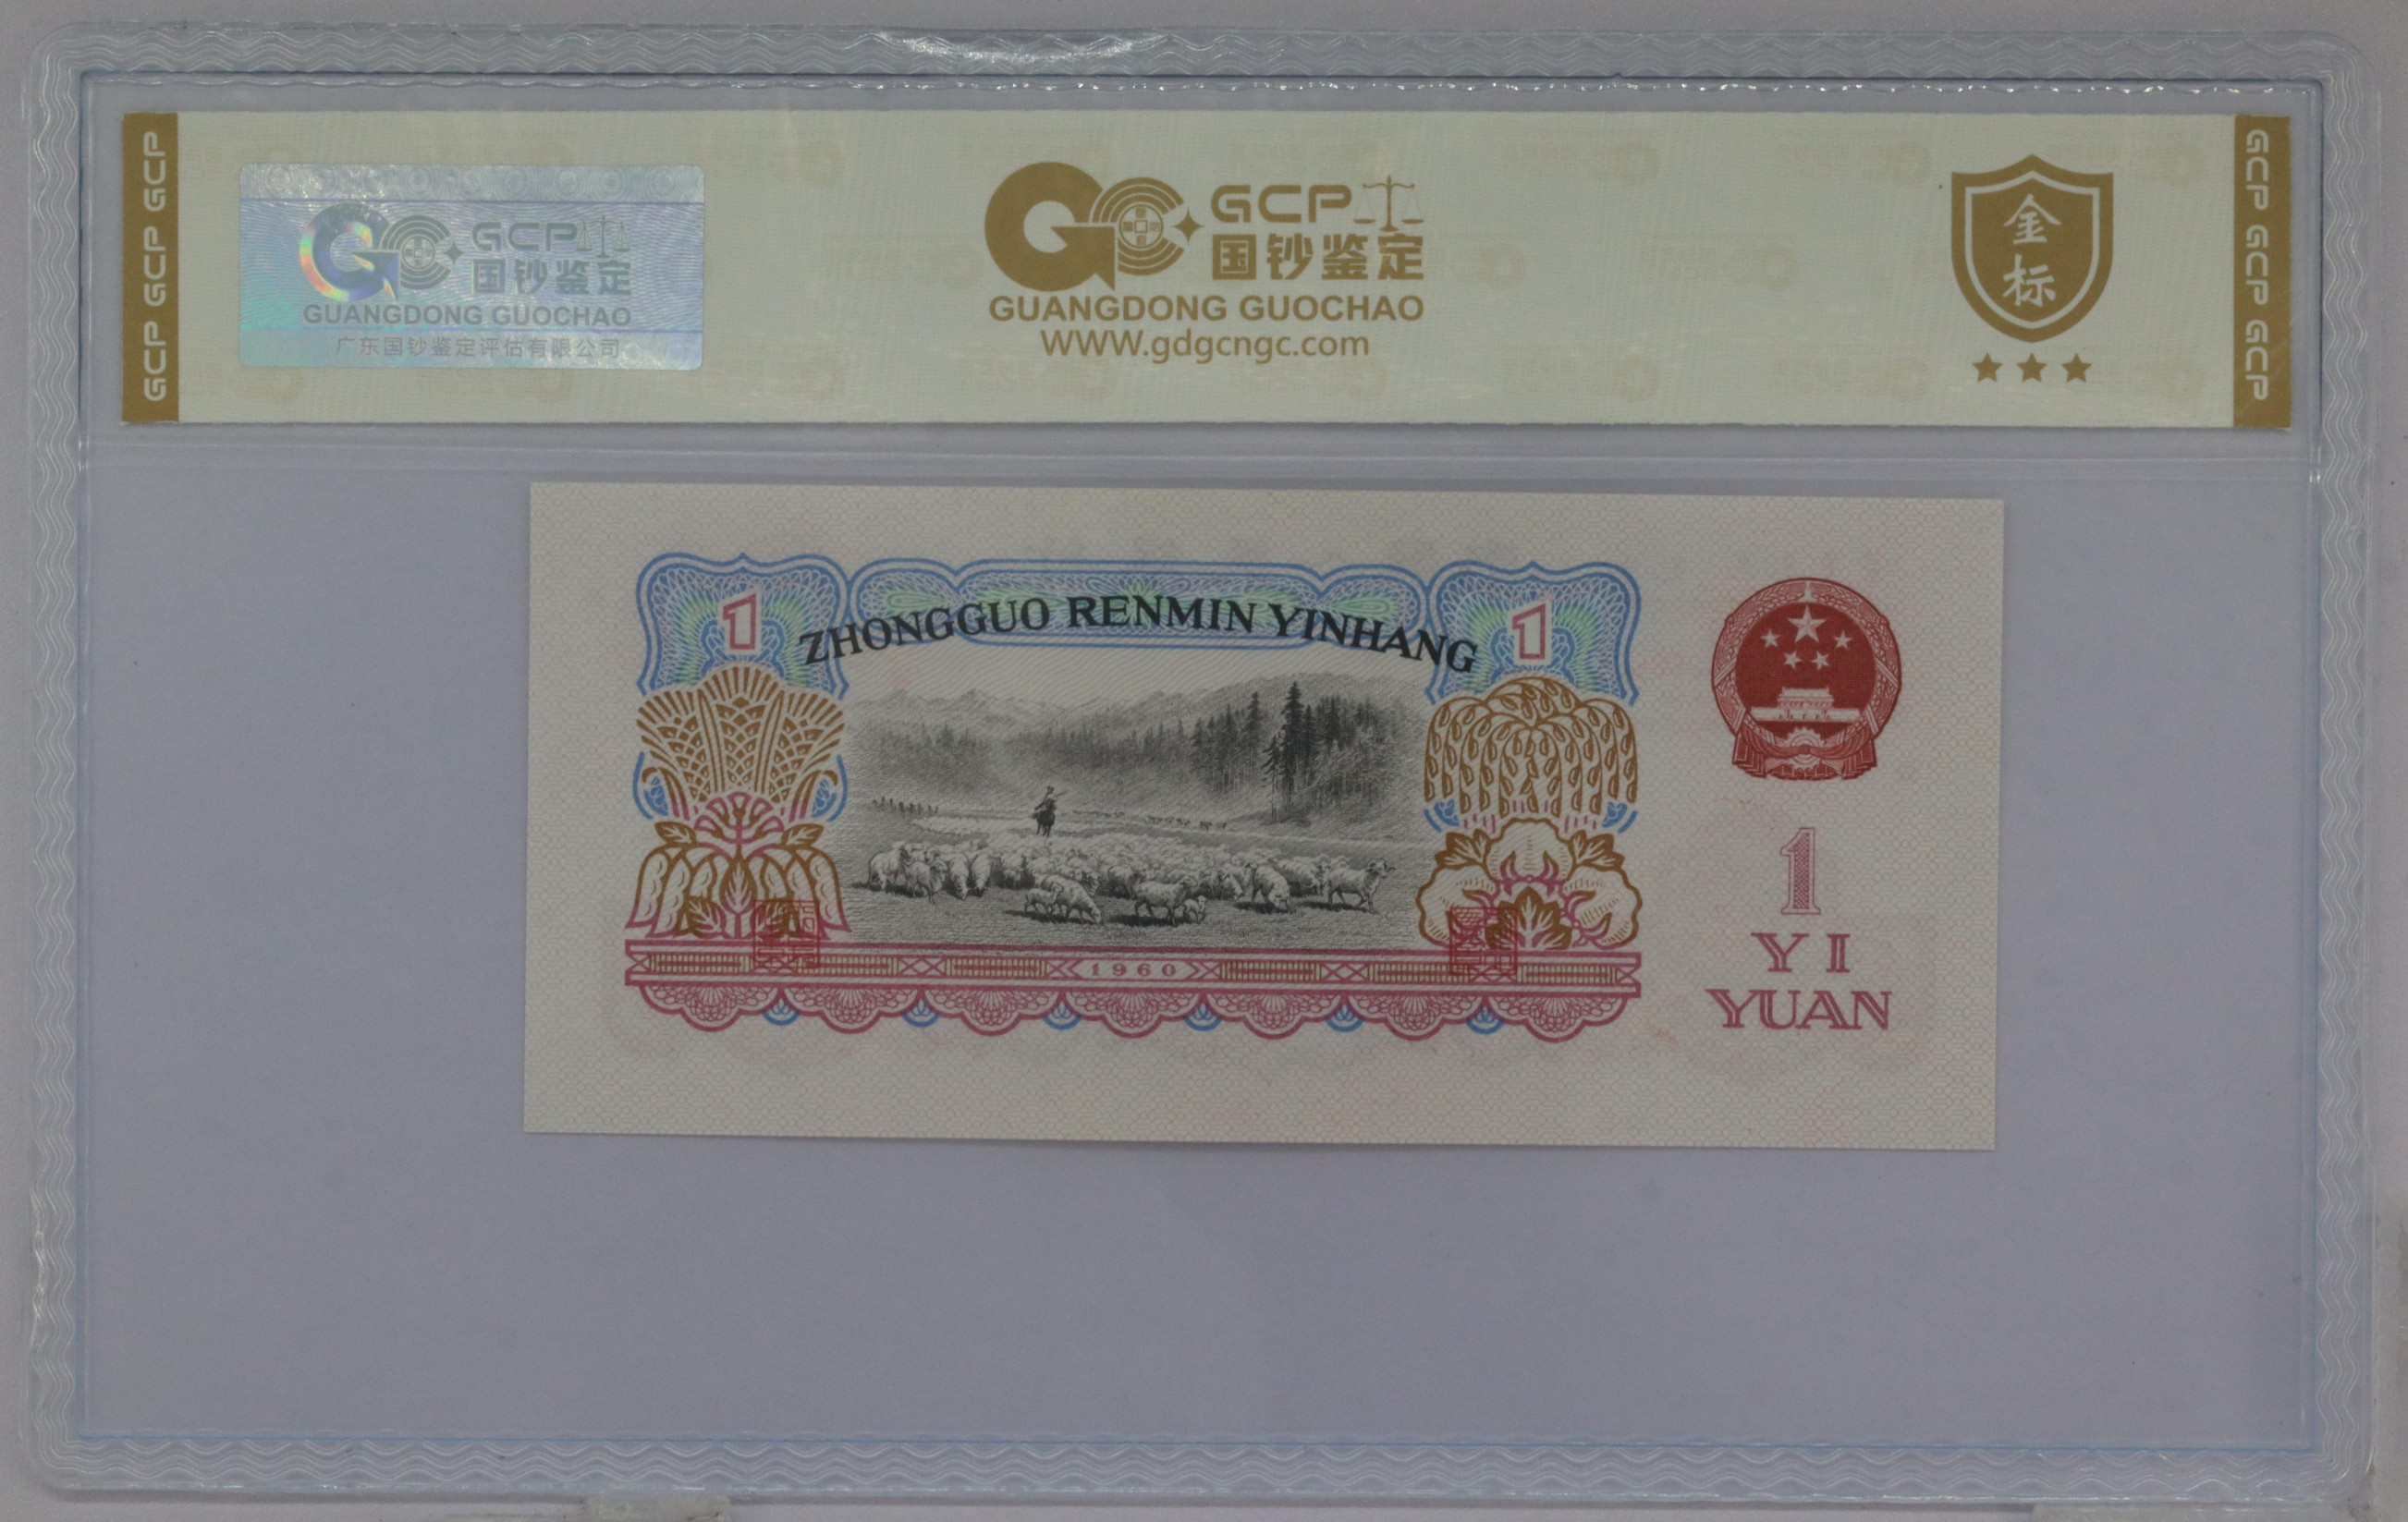 GCP GCP GCP
GCP
国钞鉴定
GUANGDONG GUOCHAO
广东国钞鉴定评估有限公司
GCP
国钞鉴定
GUANGDONG GUOCHAO
WWW.gdgcngc.com
金
标
GCP GCP GCP
1
ZHONGGUO RENMIN YINHANG
1
1960
1
YI
YUAN